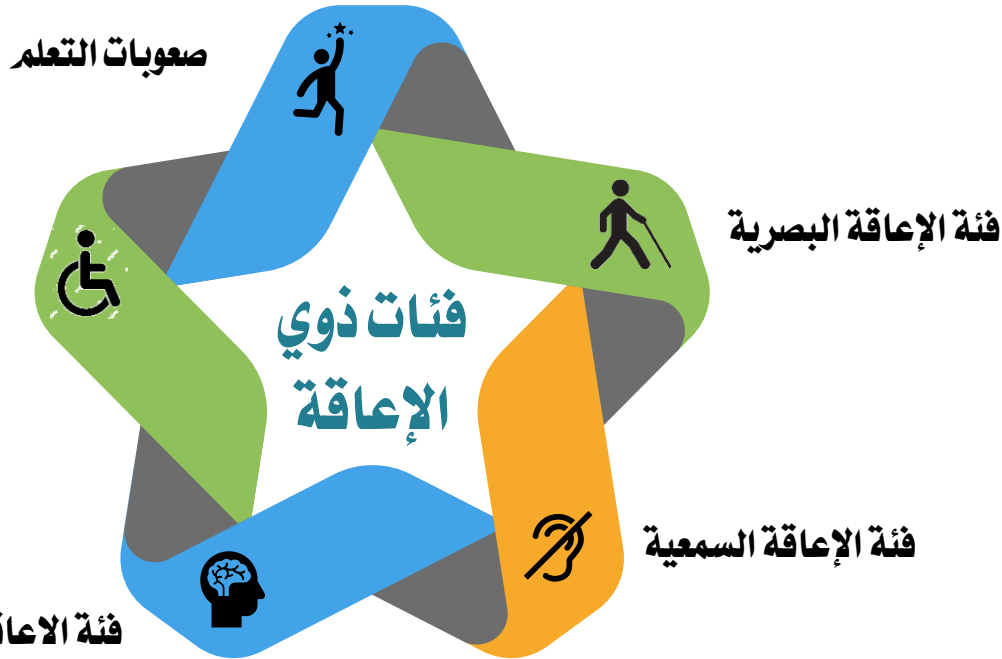 صعوبات التعلم
فئة الإعاقة البصرية
فئات ذوي
الإعاقة
فئة الإعاقة السمعية
فئة